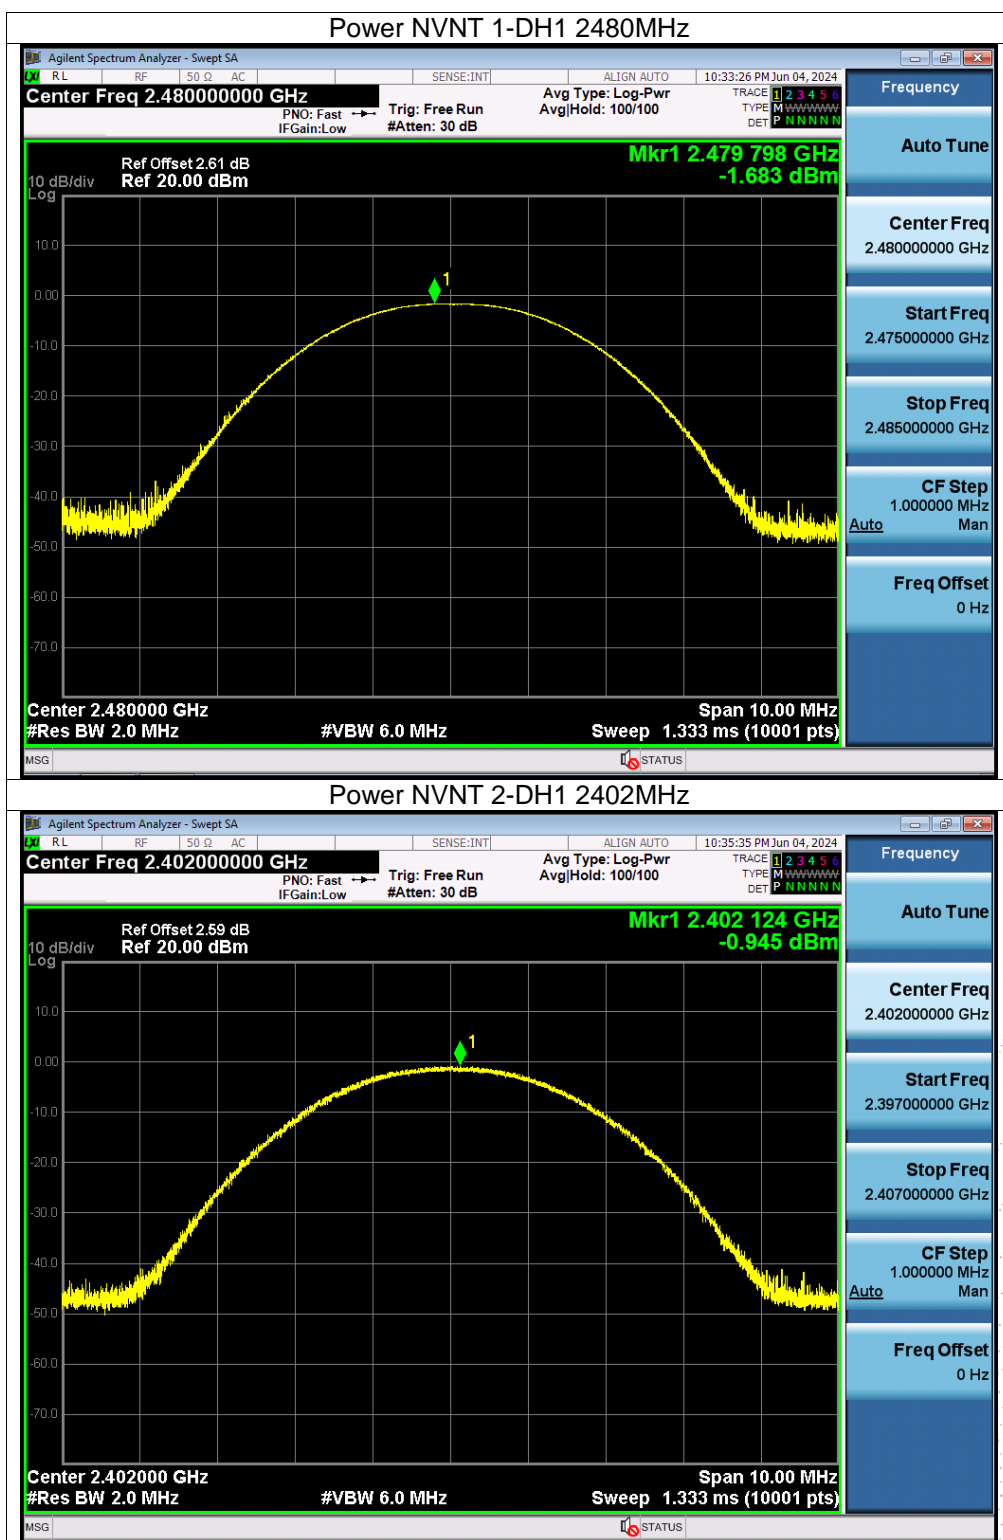 Power NVNT 1-DH1 2480MHz
Agilent Spectrum Analyzer - Swept SA
LXI RL RF 50 Ω AC SENSE:INT ALIGN AUTO 10:33:26 PM Jun 04, 2024
Center Freq 2.480000000 GHz
PNO: Fast
IFGain:Low
Trig: Free Run
#Atten: 30 dB
Avg Type: Log-Pwr
Avg|Hold: 100/100
TRACE 1 2 3 4 5 6
TYPE M W W W W W
DET P N N N N N
Mkr1 2.479 798 GHz
-1.683 dBm
Ref Offset 2.61 dB
10 dB/div Ref 20.00 dBm
Log
1
10.0
0.00
-10.0
-20.0
-30.0
-40.0
-50.0
-60.0
-70.0
Center 2.480000 GHz Span 10.00 MHz
#Res BW 2.0 MHz #VBW 6.0 MHz Sweep 1.333 ms (10001 pts)
MSG STATUS
Frequency
Auto Tune
Center Freq
2.480000000 GHz
Start Freq
2.475000000 GHz
Stop Freq
2.485000000 GHz
CF Step
1.000000 MHz
Auto Man
Freq Offset
0 Hz
Power NVNT 2-DH1 2402MHz
Agilent Spectrum Analyzer - Swept SA
LXI RL RF 50 Ω AC SENSE:INT ALIGN AUTO 10:35:35 PM Jun 04, 2024
Center Freq 2.402000000 GHz
PNO: Fast
IFGain:Low
Trig: Free Run
#Atten: 30 dB
Avg Type: Log-Pwr
Avg|Hold: 100/100
TRACE 1 2 3 4 5 6
TYPE M W W W W W
DET P N N N N N
Mkr1 2.402 124 GHz
-0.945 dBm
Ref Offset 2.59 dB
10 dB/div Ref 20.00 dBm
Log
1
10.0
0.00
-10.0
-20.0
-30.0
-40.0
-50.0
-60.0
-70.0
Center 2.402000 GHz Span 10.00 MHz
#Res BW 2.0 MHz #VBW 6.0 MHz Sweep 1.333 ms (10001 pts)
MSG STATUS
Frequency
Auto Tune
Center Freq
2.402000000 GHz
Start Freq
2.397000000 GHz
Stop Freq
2.407000000 GHz
CF Step
1.000000 MHz
Auto Man
Freq Offset
0 Hz